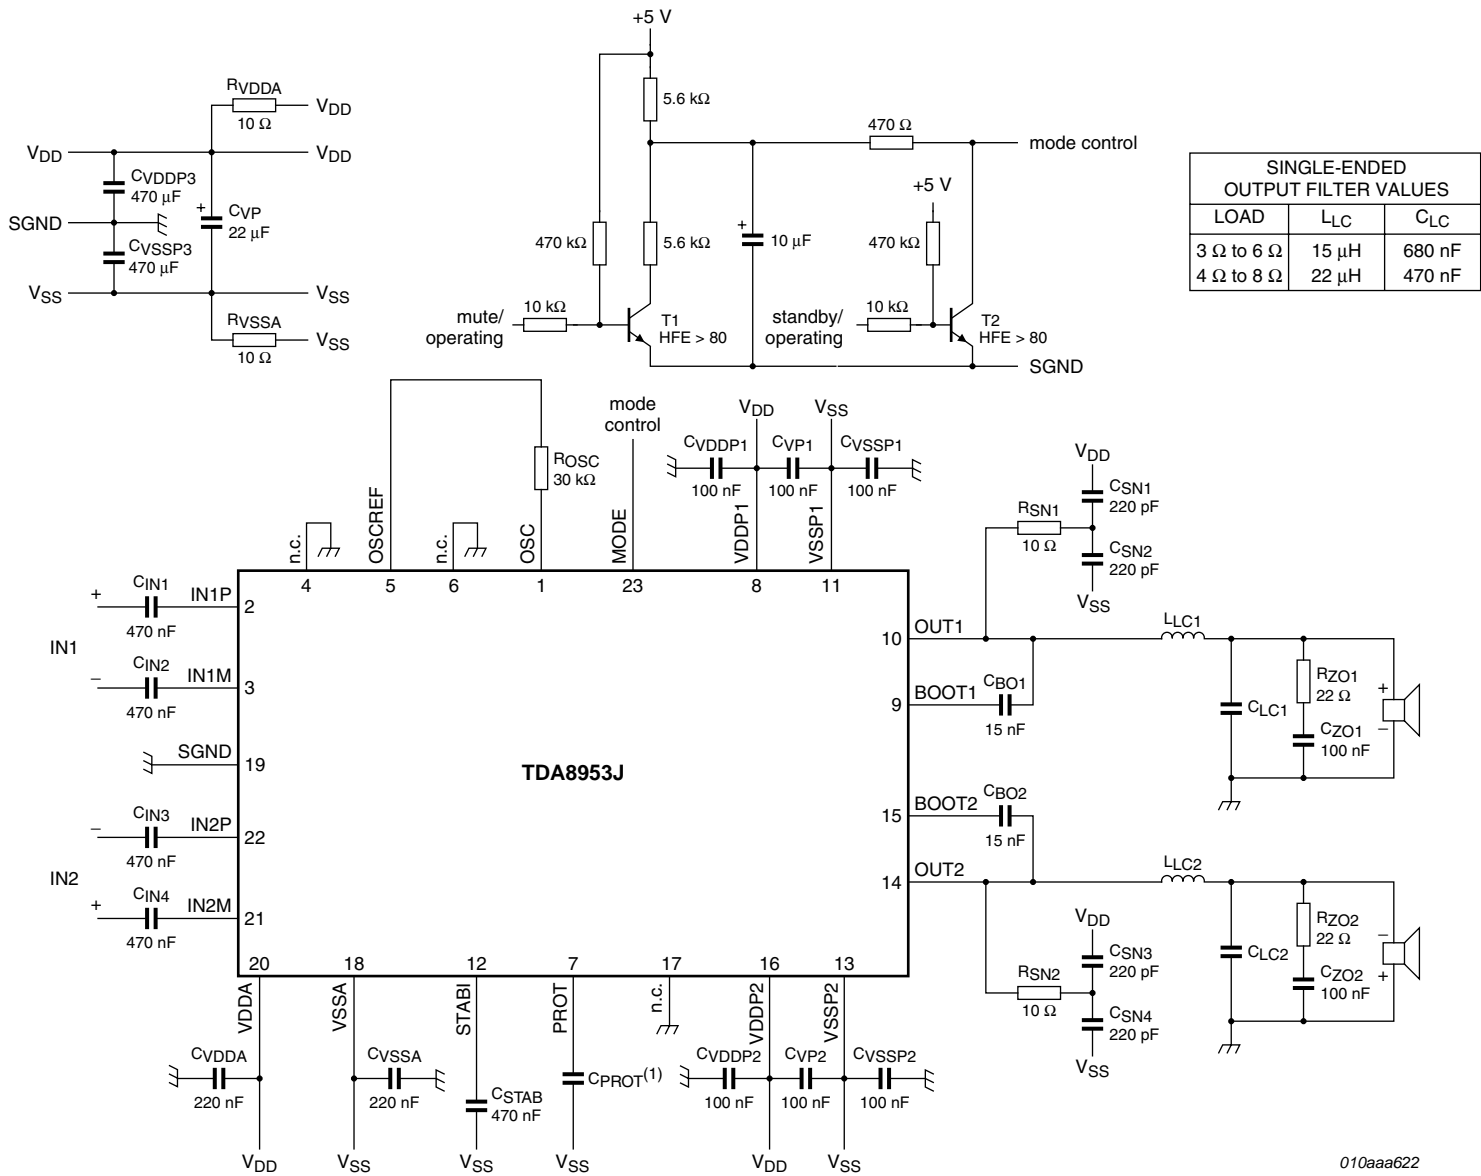 +5 V
5.6 kΩ
470 Ω
mode control
+5 V
470 kΩ
5.6 kΩ
+
10 μF
470 kΩ
10 kΩ
mute/
operating
T1
HFE > 80
10 kΩ
standby/
operating
T2
HFE > 80
SGND
RVDDA
10 Ω
VDD
VDD
VDD
CVDDP3
470 μF
+
CVP
22 μF
SGND
CVSSP3
470 μF
VSS
VSS
RVSSA
10 Ω
VSS
SINGLE-ENDED
OUTPUT FILTER VALUES
LOAD LLC CLC
3 Ω to 6 Ω 15 μH 680 nF
4 Ω to 8 Ω 22 μH 470 nF
mode
control
VDD
VSS
CVDDP1
100 nF
CVP1
100 nF
CVSSP1
100 nF
ROSC
30 kΩ
n.c.
OSCREF
n.c.
OSC
MODE
VDDP1
VSSP1
4 5 6 1 23 8 11
VDD
CSN1
220 pF
RSN1
10 Ω
CSN2
220 pF
VSS
+
CIN1
470 nF
IN1P
2
IN1
−
CIN2
470 nF
IN1M
3
SGND
19
−
CIN3
470 nF
IN2P
22
IN2
+
CIN4
470 nF
IN2M
21
TDA8953J
10
OUT1
LLC1
9
BOOT1
CBO1
15 nF
CLC1
RZO1
22 Ω
CZO1
100 nF
+
−
15
BOOT2
CBO2
15 nF
14
OUT2
LLC2
VDD
CSN3
220 pF
RSN2
10 Ω
CSN4
220 pF
VSS
CLC2
RZO2
22 Ω
CZO2
100 nF
−
+
20 18 12 7 17 16 13
VDDA
VSSA
STABI
PROT
n.c.
VDDP2
VSSP2
CVDDA
220 nF
CVSSA
220 nF
CSTAB
470 nF
CPROT(1)
CVDDP2
100 nF
CVP2
100 nF
CVSSP2
100 nF
VDD
VSS
VSS
VSS
VDD
VSS
010aaa622